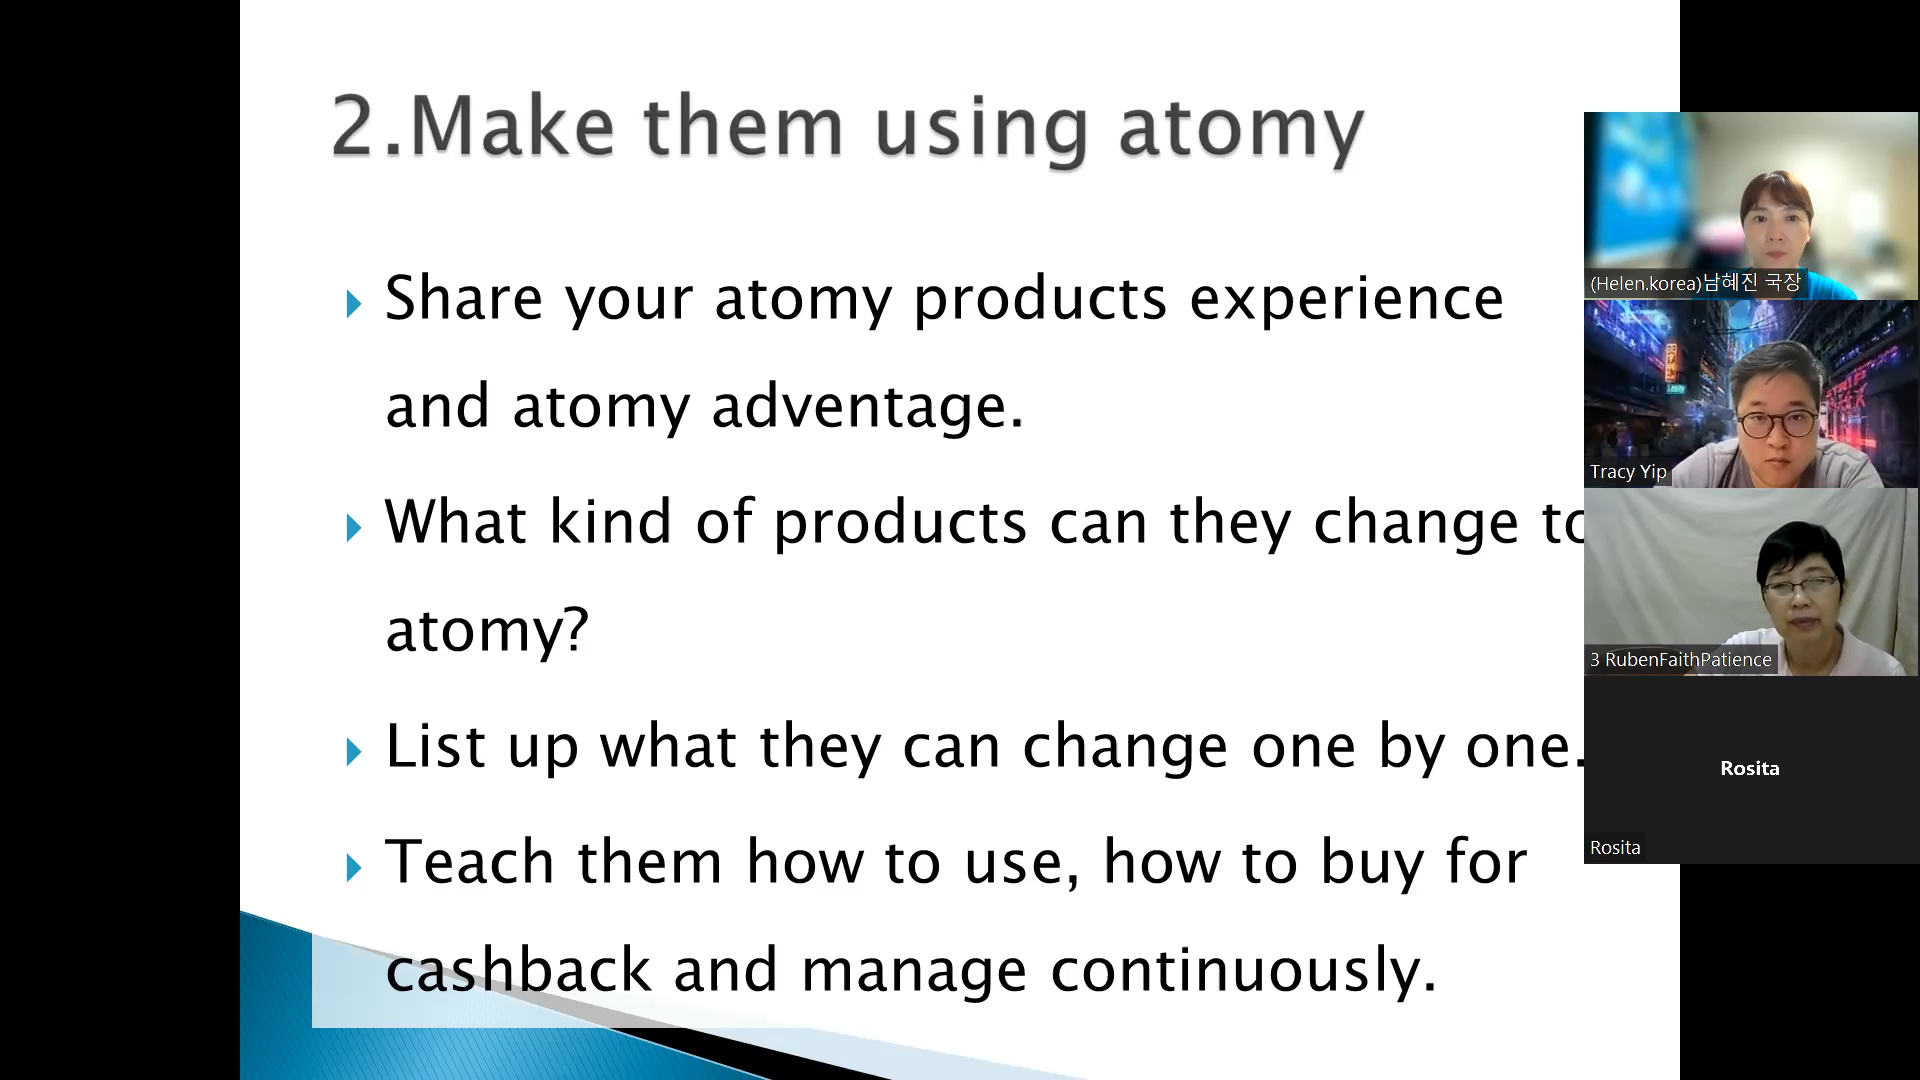 2.Make them using atomy
Share your atomy products experience
and atomy adventage.
What kind of products can they change to
atomy?
List up what they can change one by one.
Teach them how to use, how to buy for
cashback and manage continuously.
(Helen.korea)남혜진 국장
Tracy Yip
3 RubenFaithPatience
Rosita
Rosita